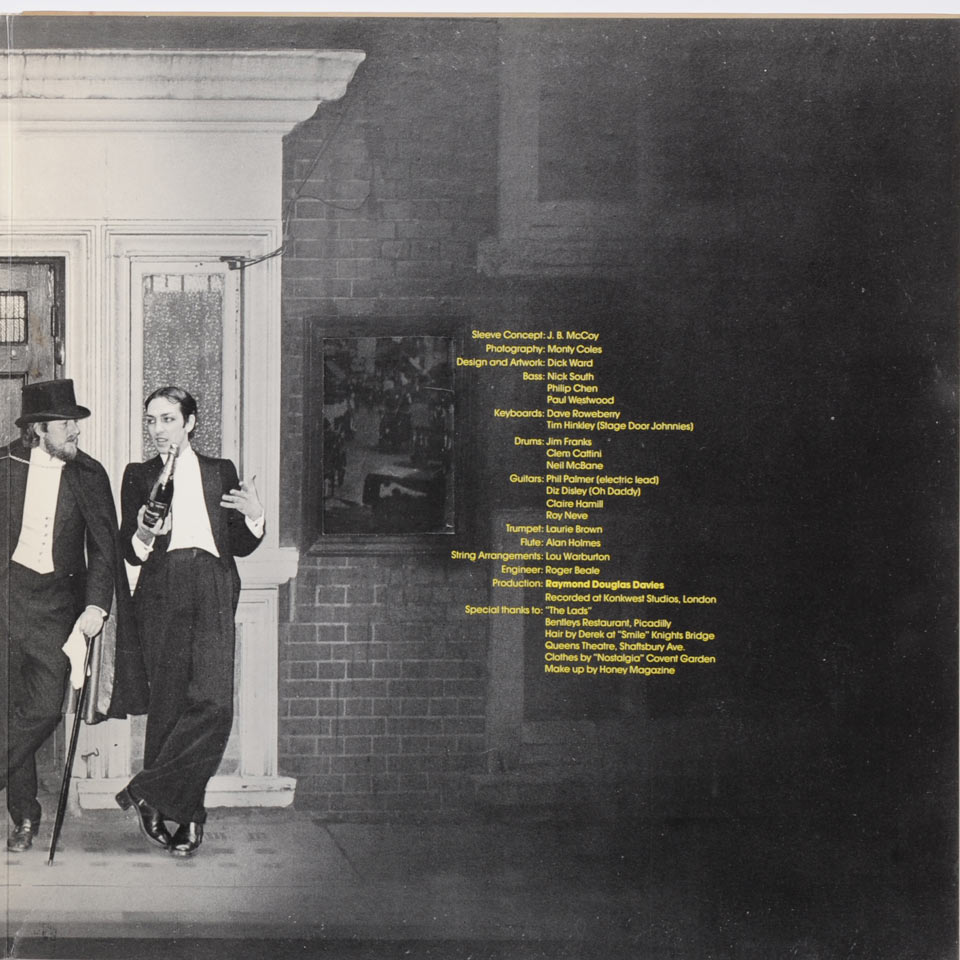 Sleeve Concept: J. B. McCoy
Photography: Monty Coles
Design and Artwork: Dick Ward
Bass: Nick South
Philip Chen
Paul Westwood
Keyboards: Dave Roweberry
Tim Hinkley (Stage Door Johnnies)
Drums: Jim Franks
Clem Cattini
Neil McBane
Guitars: Phil Palmer (electric lead)
Diz Disley (Oh Daddy)
Claire Hamill
Roy Neve
Trumpet: Laurie Brown
Flute: Alan Holmes
String Arrangements: Lou Warburton
Engineer: Roger Beale
Production: Raymond Douglas Davies
Recorded at Konkwest Studios, London
Special thanks to: "The Lads"
Bentleys Restaurant, Picadilly
Hair by Derek at "Smile" Knights Bridge
Queens Theatre, Shaftsbury Ave.
Clothes by "Nostalgia" Covent Garden
Make up by Honey Magazine